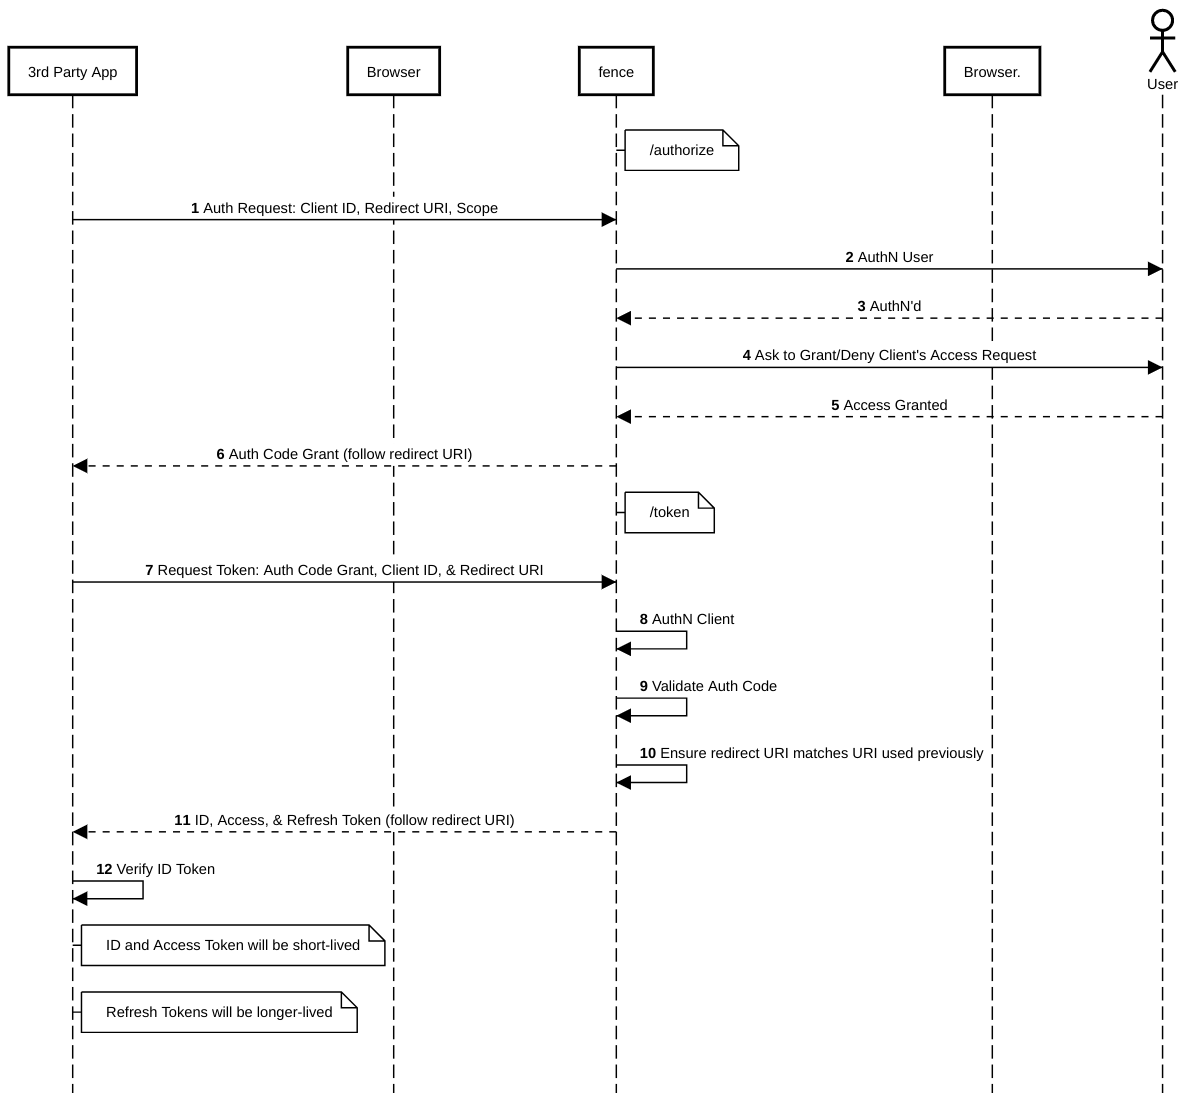 3rd Party App
Browser
fence
Browser.
User
/authorize
1 Auth Request: Client ID, Redirect URI, Scope
2 AuthN User
3 AuthN'd
4 Ask to Grant/Deny Client's Access Request
5 Access Granted
6 Auth Code Grant (follow redirect URI)
/token
7 Request Token: Auth Code Grant, Client ID, & Redirect URI
8 AuthN Client
9 Validate Auth Code
10 Ensure redirect URI matches URI used previously
11 ID, Access, & Refresh Token (follow redirect URI)
12 Verify ID Token
ID and Access Token will be short-lived
Refresh Tokens will be longer-lived